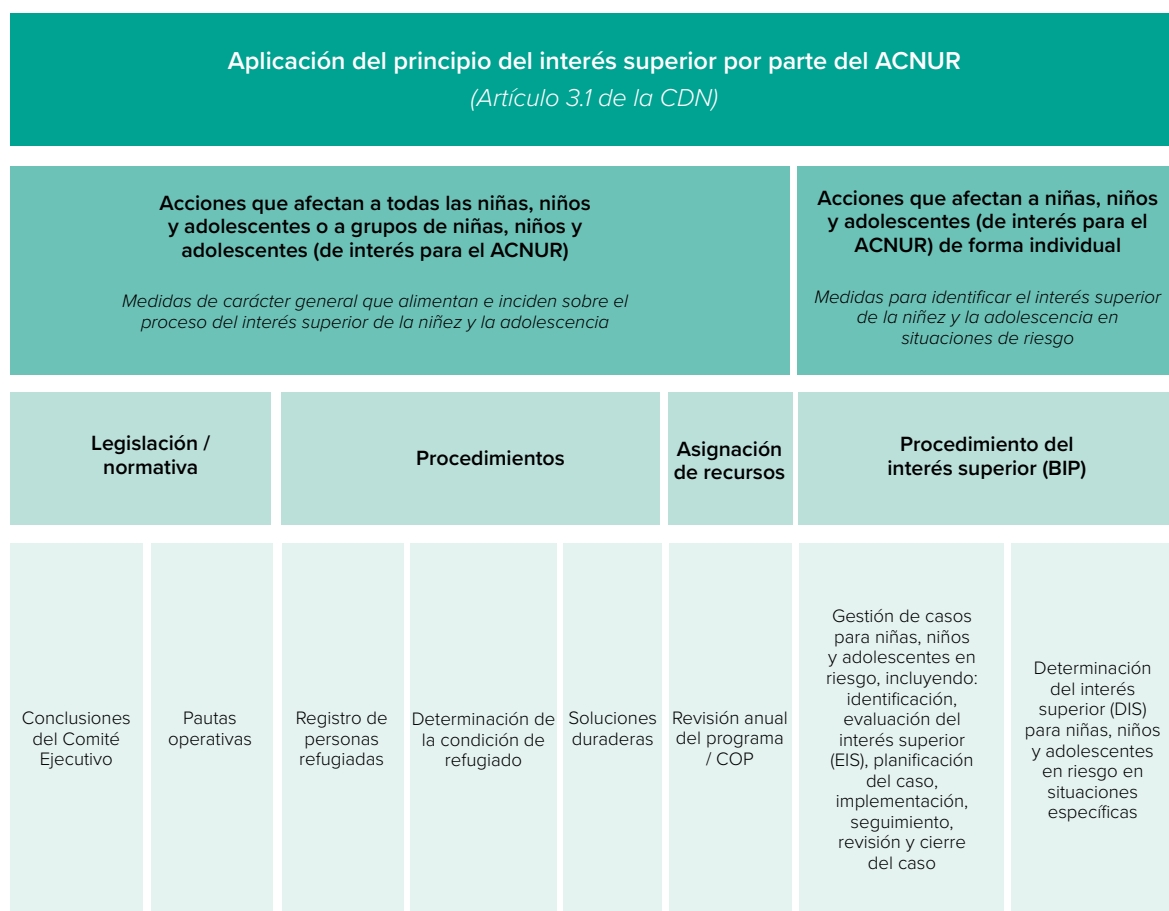 Aplicación del principio del interés superior por parte del ACNUR
(Artículo 3.1 de la CDN)
Acciones que afectan a todas las niñas, niños
y adolescentes o a grupos de niñas, niños y
adolescentes (de interés para el ACNUR)
Medidas de carácter general que alimentan e inciden sobre el
proceso del interés superior de la niñez y la adolescencia
Acciones que afectan a niñas, niños
y adolescentes (de interés para el
ACNUR) de forma individual
Medidas para identificar el interés superior
de la niñez y la adolescencia en
situaciones de riesgo
Legislación /
normativa
Procedimientos
Asignación
de recursos
Procedimiento del
interés superior (BIP)
Conclusiones
del Comité
Ejecutivo
Pautas
operativas
Registro de
personas
refugiadas
Determinación de
la condición de
refugiado
Soluciones
duraderas
Revisión anual
del programa
/ COP
Gestión de casos
para niñas, niños
y adolescentes en
riesgo, incluyendo:
identificación,
evaluación del
interés superior
(EIS), planificación
del caso,
implementación,
seguimiento,
revisión y cierre
del caso
Determinación
del interés
superior (DIS)
para niñas, niños
y adolescentes
en riesgo en
situaciones
específicas